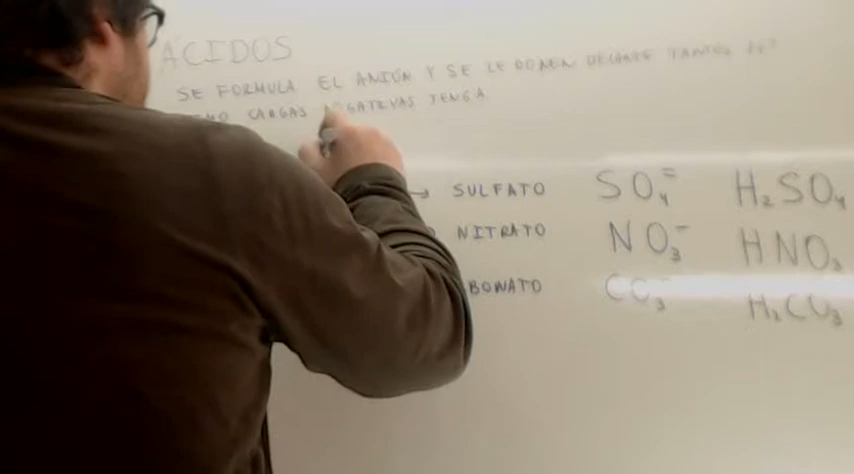 ÁCIDOS
SE FORMULA EL ANIÓN Y SE LE PONEN DELANTE TANTOS
CARGAS NEGATIVAS TENGA
→ SULFATO SO₄⁼ H₂SO₄
NITRATO NO₃⁻ HNO₃
BONATO CO₃ H₂CO₃